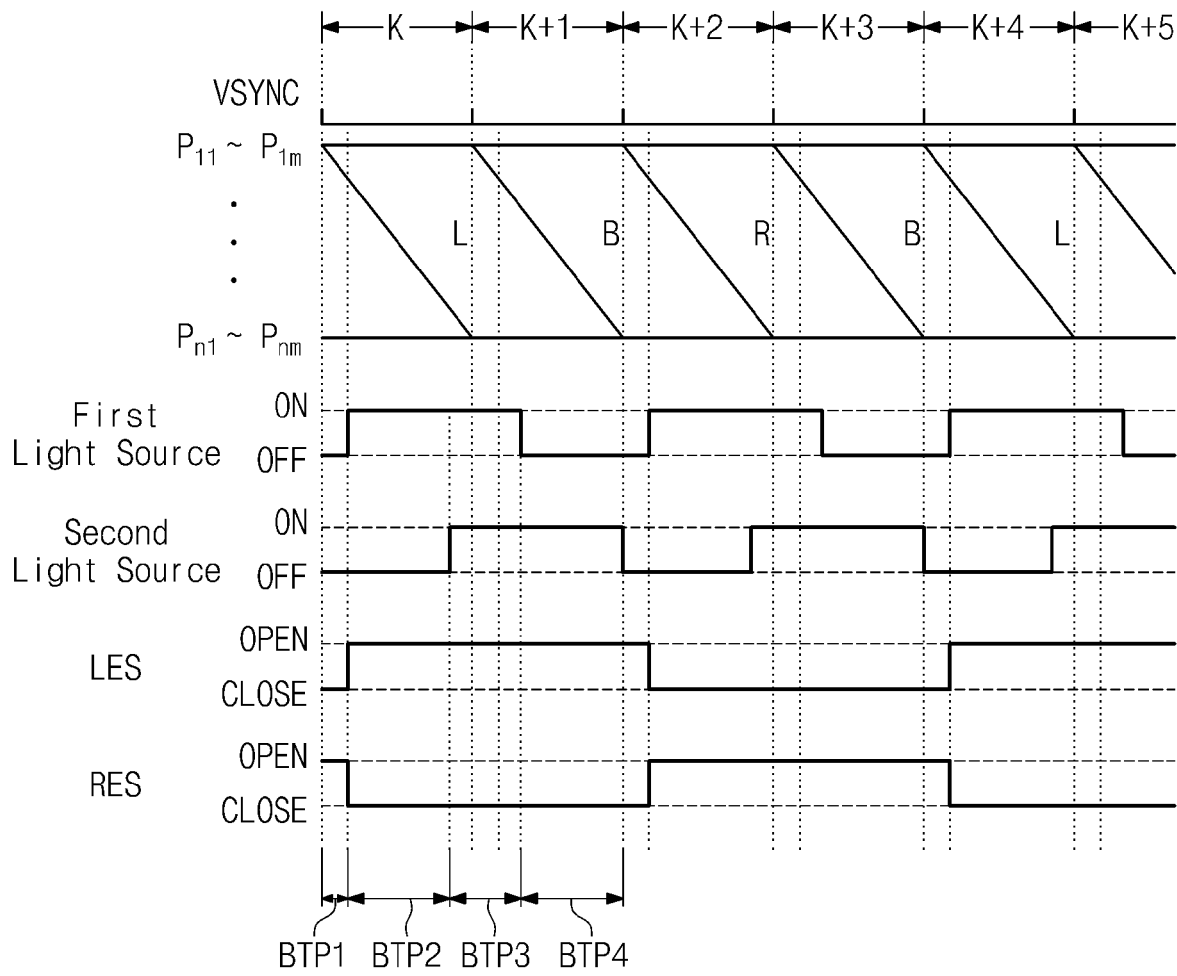 K K+1 K+2 K+3 K+4 K+5
VSYNC
P11 ~ P1m
L B R B L
Pn1 ~ Pnm
First
Light Source
ON
OFF
Second
Light Source
ON
OFF
LES
OPEN
CLOSE
RES
OPEN
CLOSE
BTP1 BTP2 BTP3 BTP4